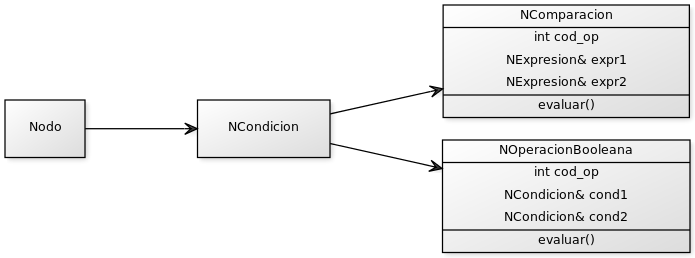 Nodo
NCondicion
NComparacion
int cod_op
NExpresion& expr1
NExpresion& expr2
evaluar()
NOperacionBooleana
int cod_op
NCondicion& cond1
NCondicion& cond2
evaluar()